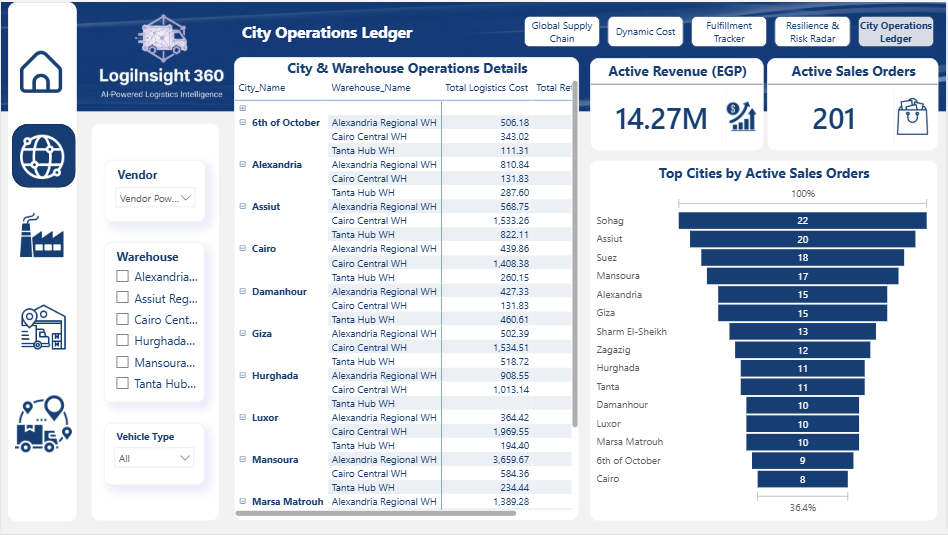 City Operations Ledger
Global Supply
Chain
Dynamic Cost
Fulfillment
Tracker
Resilience &
Risk Radar
City Operations
Ledger
LogiInsight 360
AI-Powered Logistics Intelligence
Vendor
Vendor Pow...
Warehouse
Alexandria...
Assiut Reg...
Cairo Cent...
Hurghada...
Mansoura...
Tanta Hub...
Vehicle Type
All
City & Warehouse Operations Details
City_Name Warehouse_Name Total Logistics Cost Total Ret
6th of October Alexandria Regional WH 506.18
Cairo Central WH 343.02
Tanta Hub WH 111.31
Alexandria Alexandria Regional WH 810.84
Cairo Central WH 131.83
Tanta Hub WH 287.60
Assiut Alexandria Regional WH 568.75
Cairo Central WH 1,533.26
Tanta Hub WH 822.11
Cairo Alexandria Regional WH 439.86
Cairo Central WH 1,408.38
Tanta Hub WH 260.15
Damanhour Alexandria Regional WH 427.33
Cairo Central WH 131.83
Tanta Hub WH 460.61
Giza Alexandria Regional WH 502.39
Cairo Central WH 1,534.51
Tanta Hub WH 518.72
Hurghada Alexandria Regional WH 908.55
Cairo Central WH 1,013.14
Tanta Hub WH
Luxor Alexandria Regional WH 364.42
Cairo Central WH 1,969.55
Tanta Hub WH 194.40
Mansoura Alexandria Regional WH 3,659.67
Cairo Central WH 584.36
Tanta Hub WH 234.44
Marsa Matrouh Alexandria Regional WH 1,389.28
Active Revenue (EGP)
14.27M
Active Sales Orders
201
Top Cities by Active Sales Orders
100%
Sohag 22
Assiut 20
Suez 18
Mansoura 17
Alexandria 15
Giza 15
Sharm El-Sheikh 13
Zagazig 12
Hurghada 11
Tanta 11
Damanhour 10
Luxor 10
Marsa Matrouh 10
6th of October 9
Cairo 8
36.4%